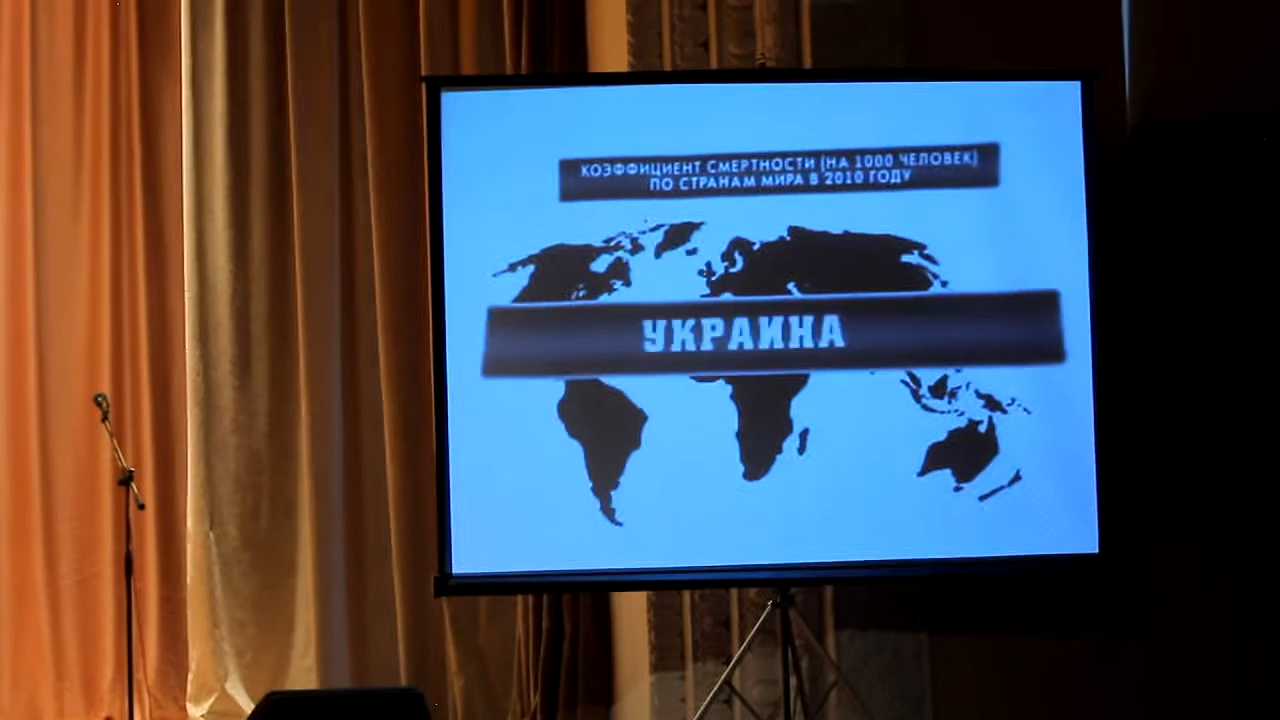 КОЭФФИЦИЕНТ СМЕРТНОСТИ (НА 1000 ЧЕЛОВЕК)
ПО СТРАНАМ МИРА В 2010 ГОДУ
УКРАИНА